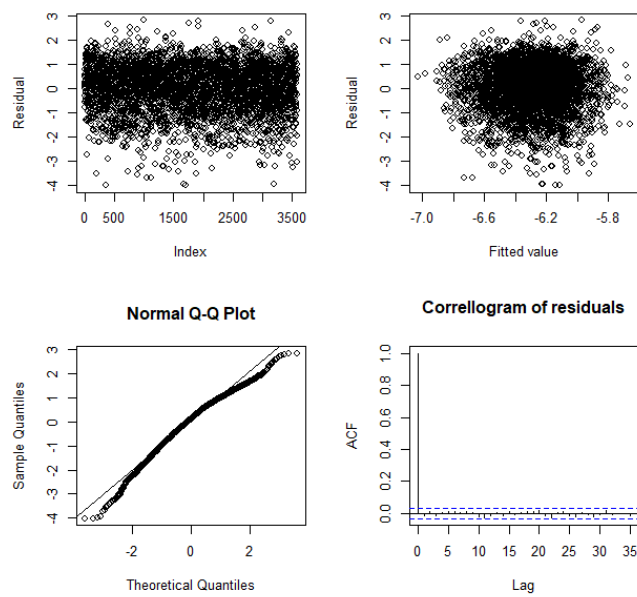 3
2
1
0
-1
-2
-3
-4
Residual
0 500 1500 2500 3500
Index
3
2
1
0
-1
-2
-3
-4
Residual
-7.0 -6.6 -6.2 -5.8
Fitted value
Normal Q-Q Plot
3
2
1
0
-1
-2
-3
-4
Sample Quantiles
-2 0 2
Theoretical Quantiles
Correllogram of residuals
1.0
0.8
0.6
0.4
0.2
0.0
ACF
0 5 10 15 20 25 30 35
Lag